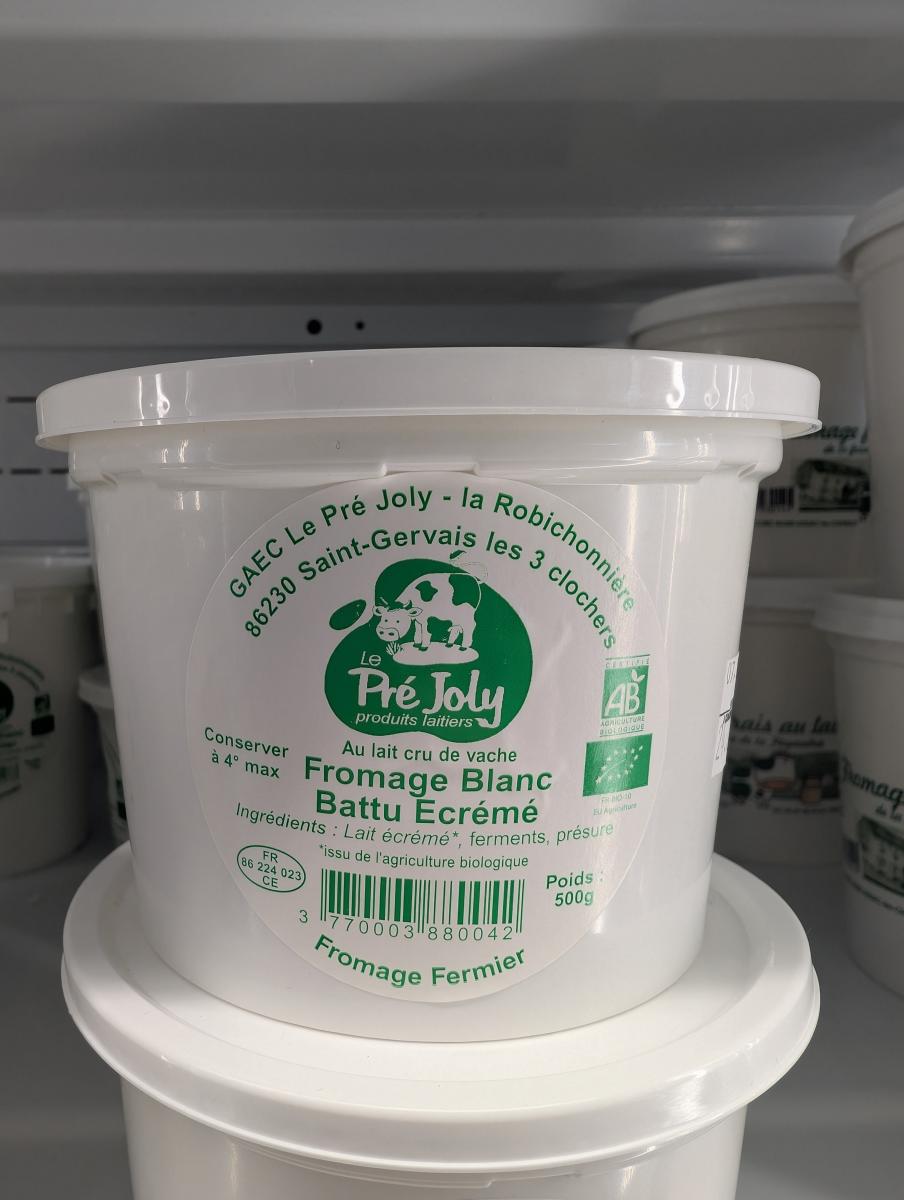 GAEC Le Pré Joly - la Robichonnière
86230 Saint-Gervais les 3 clochers
Le
Pré Joly
produits laitiers
CERTIFIÉ
AB
AGRICULTURE
BIOLOGIQUE
FR-BIO-10
EU Agriculture
Conserver
à 4° max
Au lait cru de vache
Fromage Blanc
Battu Ecrémé
Ingrédients : Lait écrémé*, ferments, présure
*issu de l'agriculture biologique
FR
86 224 023
CE
Poids :
500g
3 770003 880042
Fromage Fermier